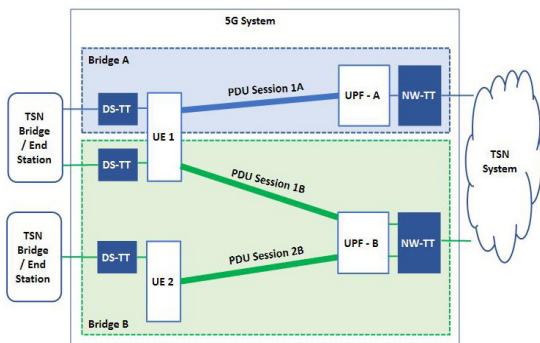 5G System
Bridge A
PDU Session 1A
DS-TT
UPF - A
NW-TT
TSN
Bridge
/ End
Station
UE 1
DS-TT
TSN
System
PDU Session 1B
TSN
Bridge
/ End
Station
DS-TT
UE 2
PDU Session 2B
UPF - B
NW-TT
Bridge B